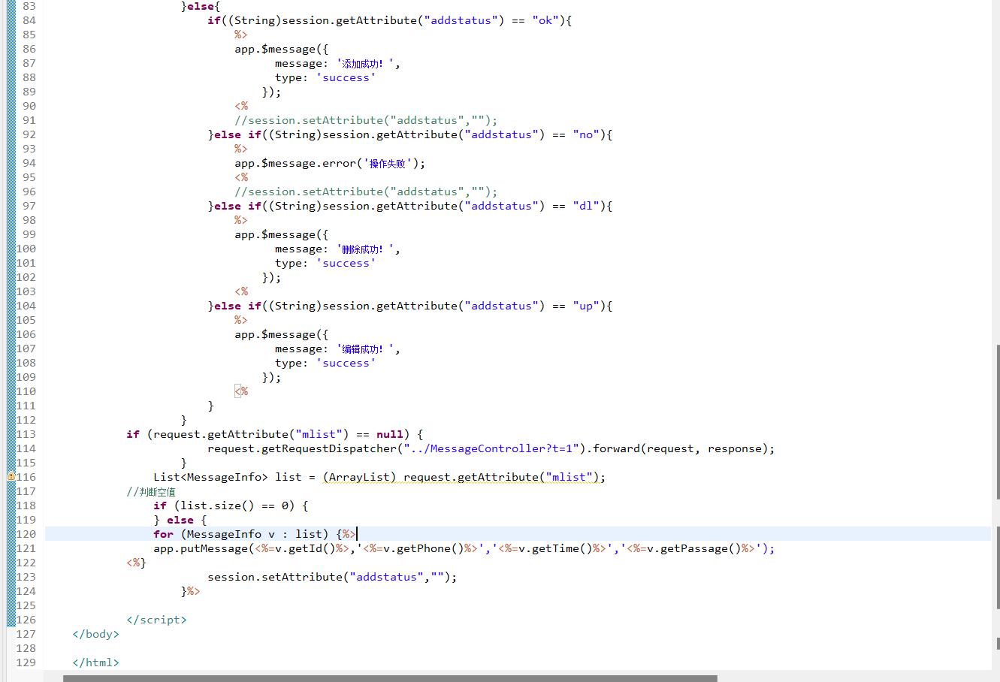 83 }else{
84 if((String)session.getAttribute("addstatus") == "ok"){
85 %>
86 app.$message({
87 message: '添加成功！',
88 type: 'success'
89 });
90 <%
91 //session.setAttribute("addstatus","");
92 }else if((String)session.getAttribute("addstatus") == "no"){
93 %>
94 app.$message.error('操作失败');
95 <%
96 //session.setAttribute("addstatus","");
97 }else if((String)session.getAttribute("addstatus") == "dl"){
98 %>
99 app.$message({
100 message: '删除成功！',
101 type: 'success'
102 });
103 <%
104 }else if((String)session.getAttribute("addstatus") == "up"){
105 %>
106 app.$message({
107 message: '编辑成功！',
108 type: 'success'
109 });
110 <%
111 }
112 }
113 if (request.getAttribute("mlist") == null) {
114 request.getRequestDispatcher("../MessageController?t=1").forward(request, response);
115 }
116 List<MessageInfo> list = (ArrayList) request.getAttribute("mlist");
117 //判断空值
118 if (list.size() == 0) {
119 } else {
120 for (MessageInfo v : list) {%>
121 app.putMessage(<%=v.getId()%>,'<%=v.getPhone()%>','<%=v.getTime()%>','<%=v.getPassage()%>');
122 <%}
123 session.setAttribute("addstatus","");
124 }%>
125
126 </script>
127 </body>
128
129 </html>